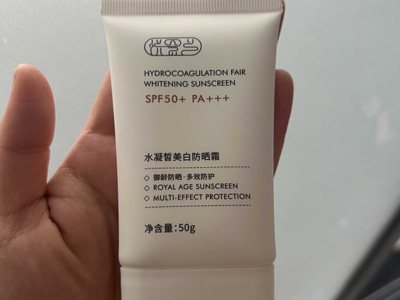 HYDROCOAGULATION FAIR
WHITENING SUNSCREEN
SPF50+ PA+++
水凝皙美白防晒霜
◇ 御龄防晒·多效防护
◇ ROYAL AGE SUNSCREEN
◇ MULTI-EFFECT PROTECTION
净含量:50g